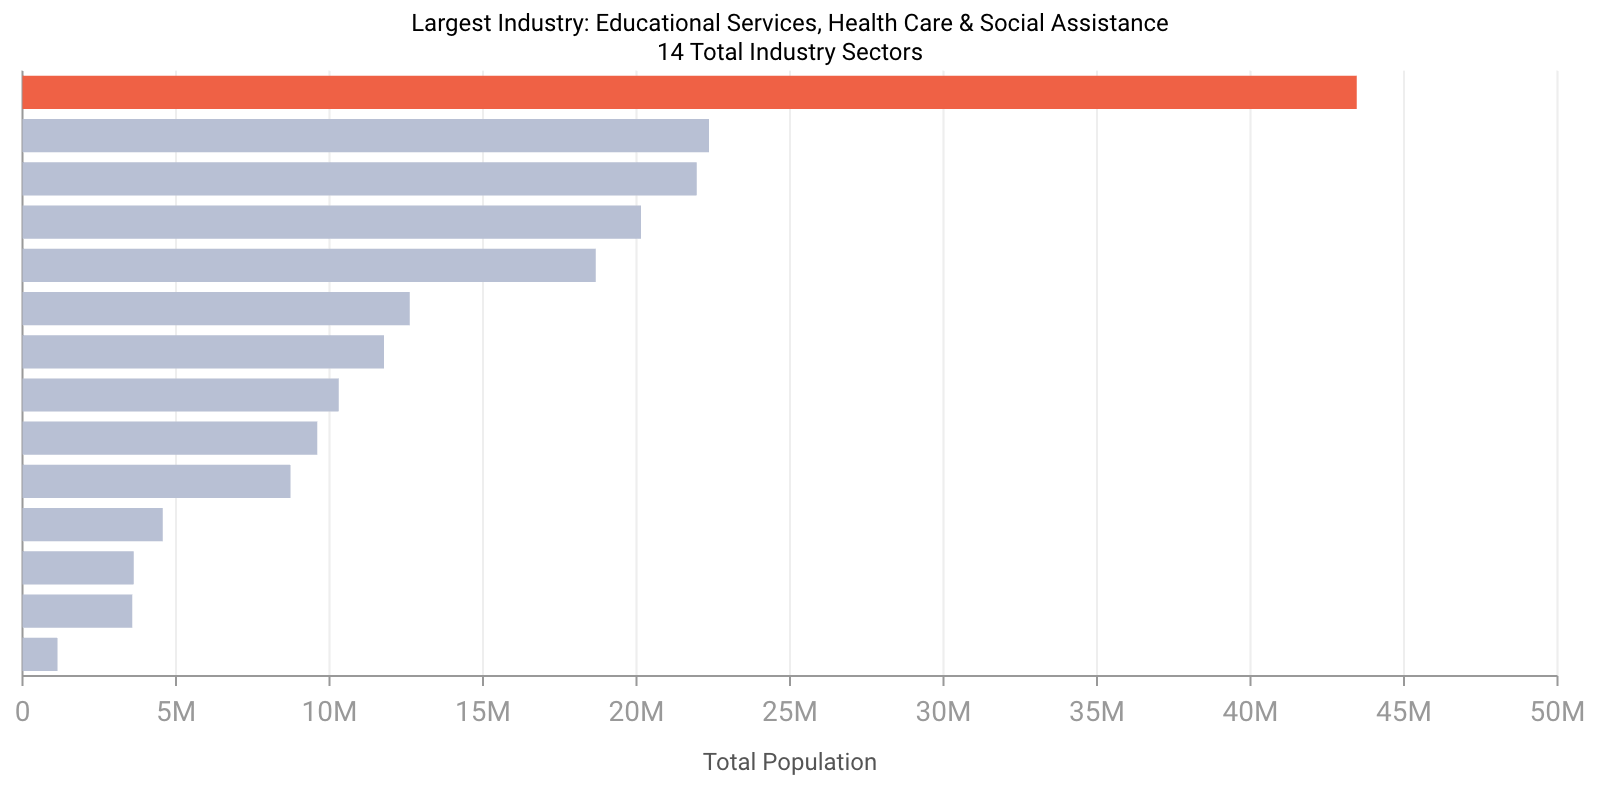 Largest Industry: Educational Services, Health Care & Social Assistance
14 Total Industry Sectors
0 5M 10M 15M 20M 25M 30M 35M 40M 45M 50M
Total Population